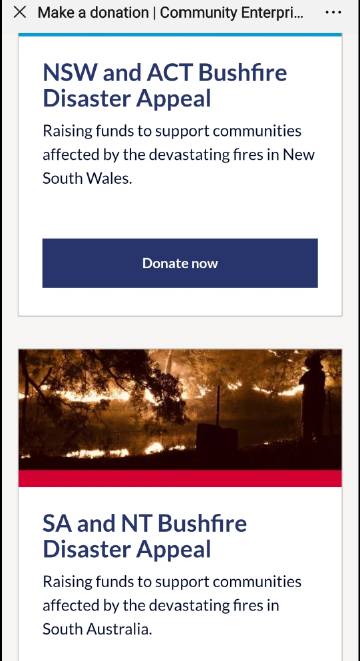 Make a donation | Community Enterpri...
NSW and ACT Bushfire
Disaster Appeal
Raising funds to support communities
affected by the devastating fires in New
South Wales.
Donate now
SA and NT Bushfire
Disaster Appeal
Raising funds to support communities
affected by the devastating fires in
South Australia.